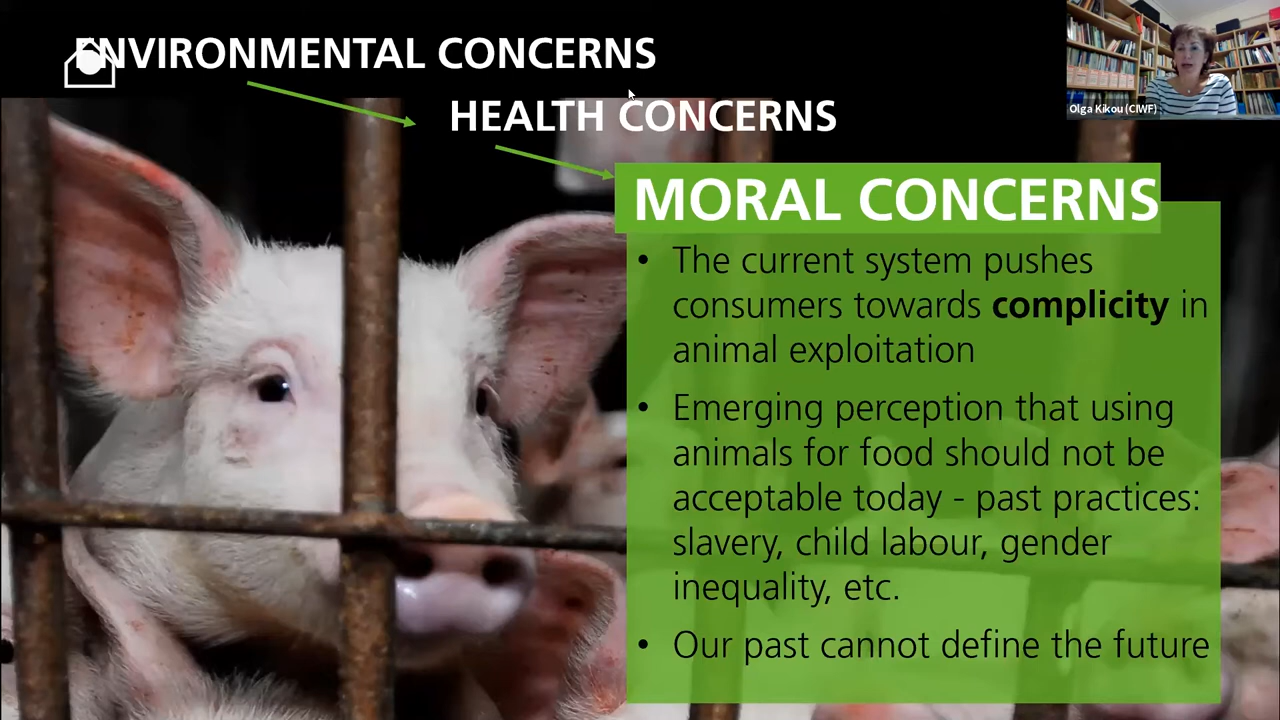 ENVIRONMENTAL CONCERNS
Olga Kikou (CIWF)
HEALTH CONCERNS
MORAL CONCERNS
• The current system pushes
consumers towards complicity in
animal exploitation
• Emerging perception that using
animals for food should not be
acceptable today - past practices:
slavery, child labour, gender
inequality, etc.
• Our past cannot define the future